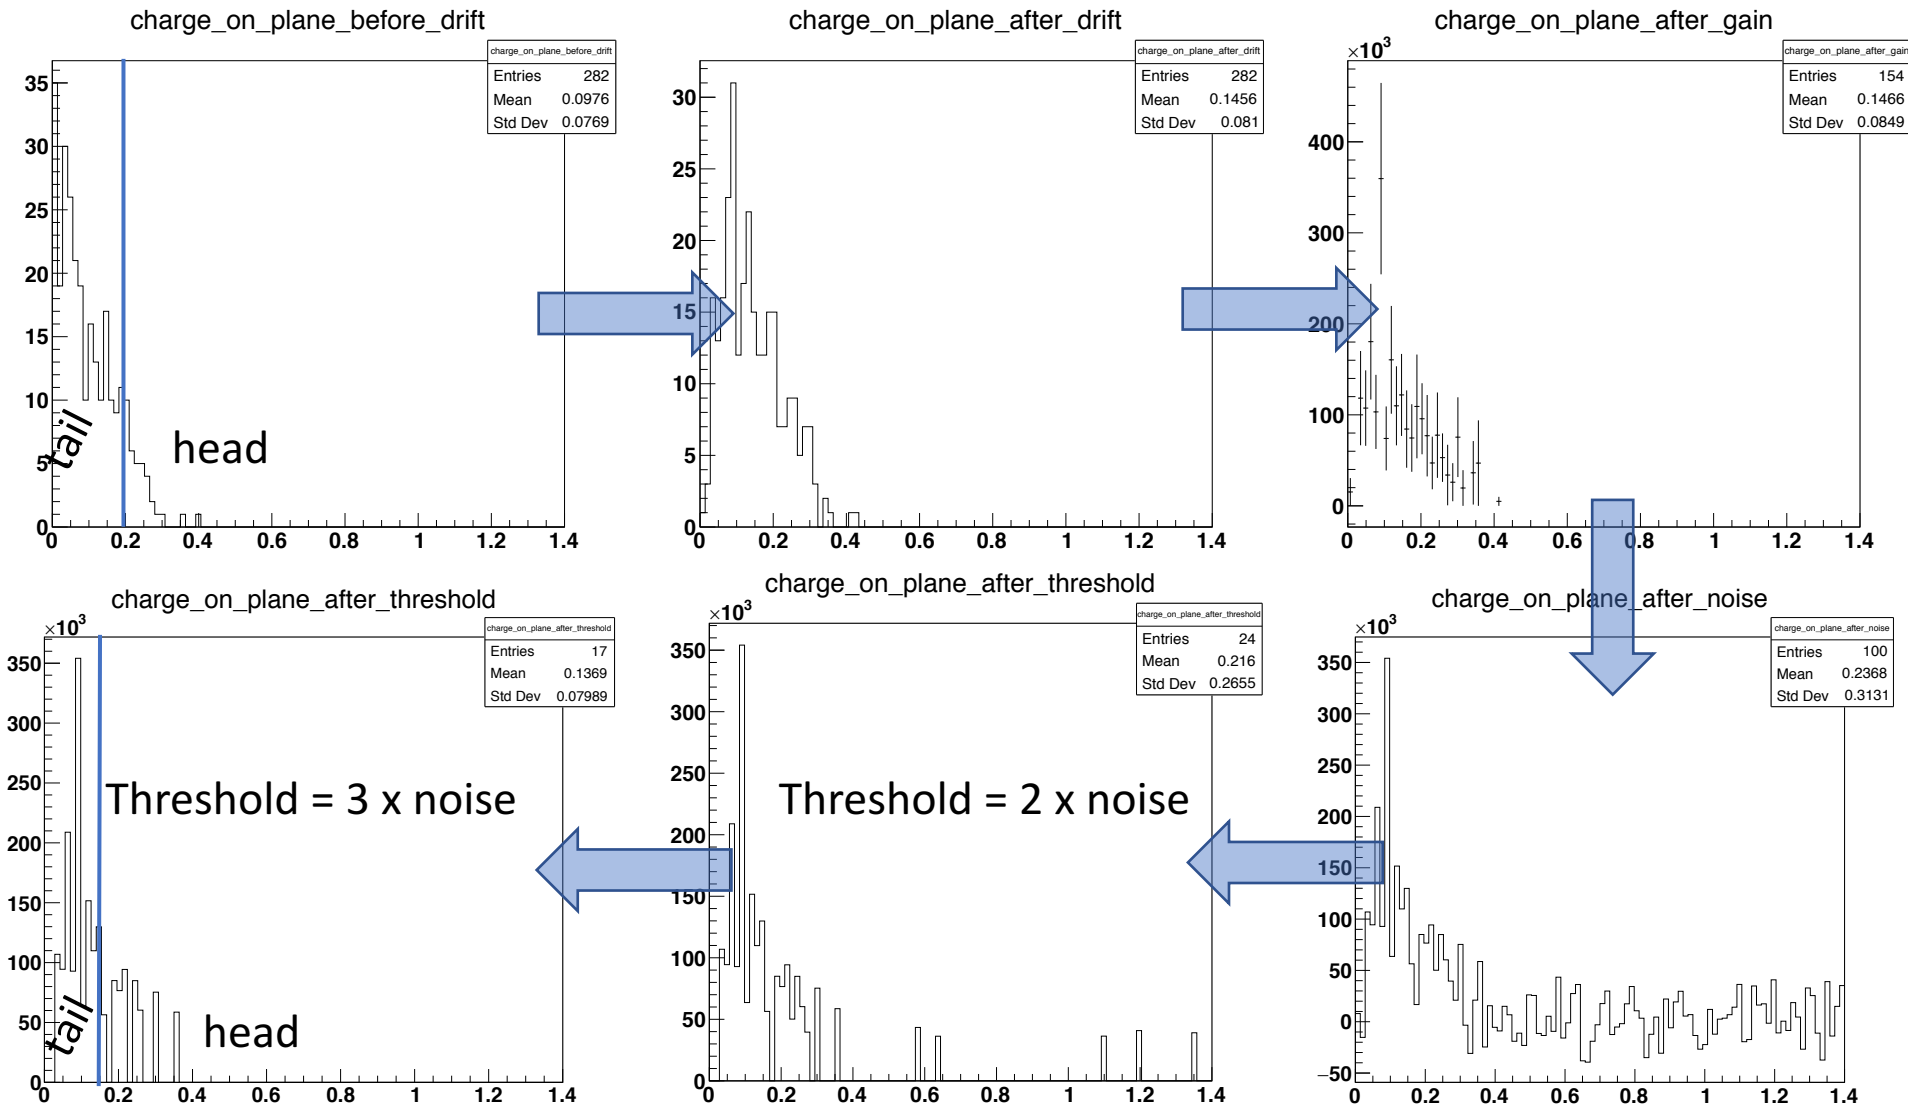 charge_on_plane_before_drift
charge_on_plane_before_drift
Entries 282
Mean 0.0976
Std Dev 0.0769
35
30
25
20
15
10
5
0
tail
head
0 0.2 0.4 0.6 0.8 1 1.2 1.4
charge_on_plane_after_drift
charge_on_plane_after_drift
Entries 282
Mean 0.1456
Std Dev 0.081
30
25
20
15
10
5
0
0 0.2 0.4 0.6 0.8 1 1.2 1.4
charge_on_plane_after_gain
×10³
charge_on_plane_after_gain
Entries 154
Mean 0.1466
Std Dev 0.0849
400
300
200
100
0
0 0.2 0.4 0.6 0.8 1 1.2 1.4
charge_on_plane_after_threshold
×10³
charge_on_plane_after_threshold
Entries 17
Mean 0.1369
Std Dev 0.07989
350
300
250
200
150
100
50
0
Threshold = 3 x noise
tail
head
0 0.2 0.4 0.6 0.8 1 1.2 1.4
charge_on_plane_after_threshold
×10³
charge_on_plane_after_threshold
Entries 24
Mean 0.216
Std Dev 0.2655
350
300
250
200
150
100
50
0
Threshold = 2 x noise
0 0.2 0.4 0.6 0.8 1 1.2 1.4
charge_on_plane_after_noise
×10³
charge_on_plane_after_noise
Entries 100
Mean 0.2368
Std Dev 0.3131
350
300
250
200
150
100
50
0
−50
0 0.2 0.4 0.6 0.8 1 1.2 1.4